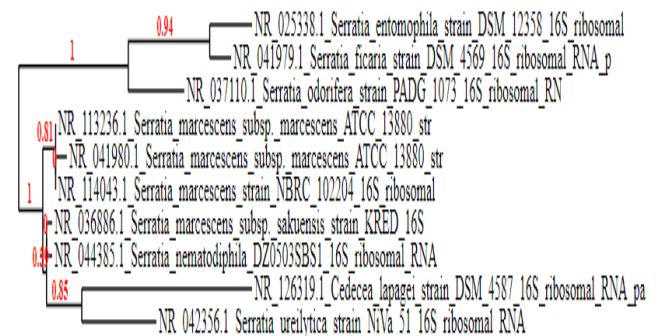 0.94
NR_025338.1_Serratia_entomophila_strain_DSM_12358_16S_ribosomal
1
NR_041979.1_Serratia_ficaria_strain_DSM_4569_16S_ribosomal_RNA_p
NR_037110.1_Serratia_odorifera_strain_PADG_1073_16S_ribosomal_RN
NR_113236.1_Serratia_marcescens_subsp._marcescens_ATCC_13880_str
0.81
NR_041980.1_Serratia_marcescens_subsp._marcescens_ATCC_13880_str
NR_114043.1_Serratia_marcescens_strain_NBRC_102204_16S_ribosomal
1
NR_036886.1_Serratia_marcescens_subsp._sakuensis_strain_KRED_16S
NR_044385.1_Serratia_nematodiphila_DZ0503SBS1_16S_ribosomal_RNA
0.85
NR_126319.1_Cedecea_lapagei_strain_DSM_4587_16S_ribosomal_RNA_pa
NR_042356.1_Serratia_ureilytica_strain_NiVa_51_16S_ribosomal_RNA